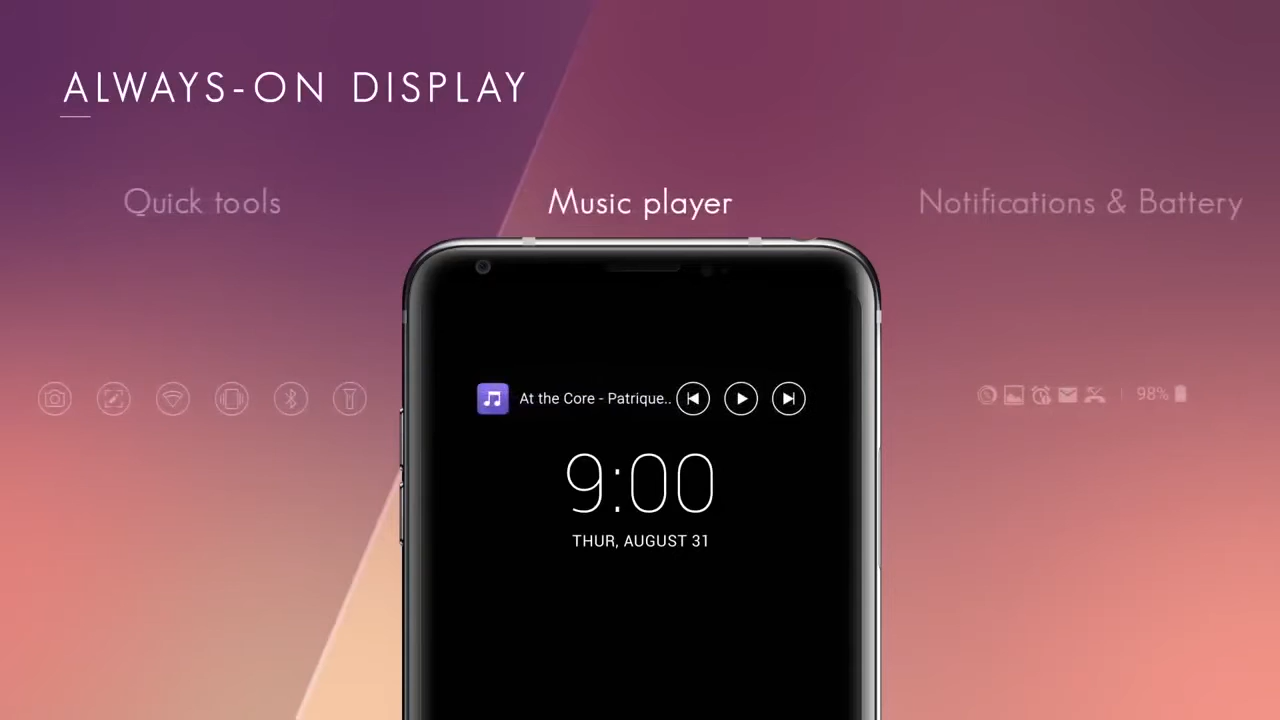 ALWAYS-ON DISPLAY
Quick tools
Music player
Notifications & Battery
At the Core - Patrique..
98%
9:00
THUR, AUGUST 31